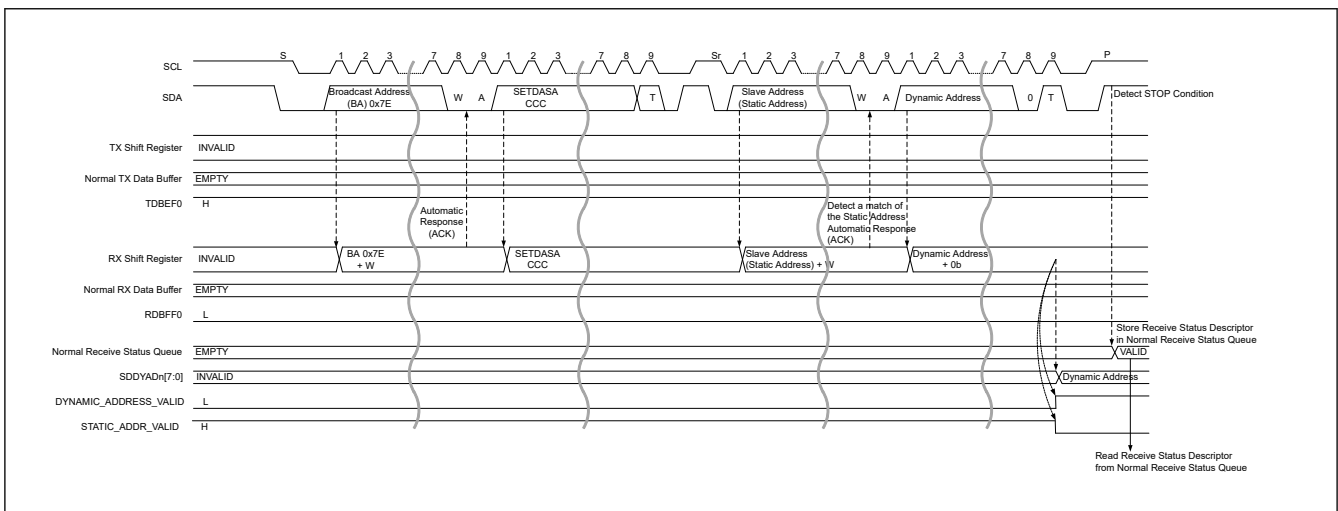 S 1 2 3 7 8 9 1 2 3 7 8 9 Sr 1 2 3 7 8 9 1 2 3 7 8 9 P
SCL
SDA Broadcast Address (BA) 0x7E W A SETDASA CCC T Slave Address (Static Address) W A Dynamic Address 0 T Detect STOP Condition
TX Shift Register INVALID
Normal TX Data Buffer EMPTY
TDBEF0 H
Automatic
Response
(ACK)
Detect a match of
the Static Address
Automatic Response
(ACK)
RX Shift Register INVALID BA 0x7E + W SETDASA CCC Slave Address (Static Address) + W Dynamic Address + 0b
Normal RX Data Buffer EMPTY
RDBFF0 L
Store Receive Status Descriptor
in Normal Receive Status Queue
Normal Receive Status Queue EMPTY VALID
SDDYADn[7:0] INVALID Dynamic Address
DYNAMIC_ADDRESS_VALID L
STATIC_ADDR_VALID H
Read Receive Status Descriptor
from Normal Receive Status Queue